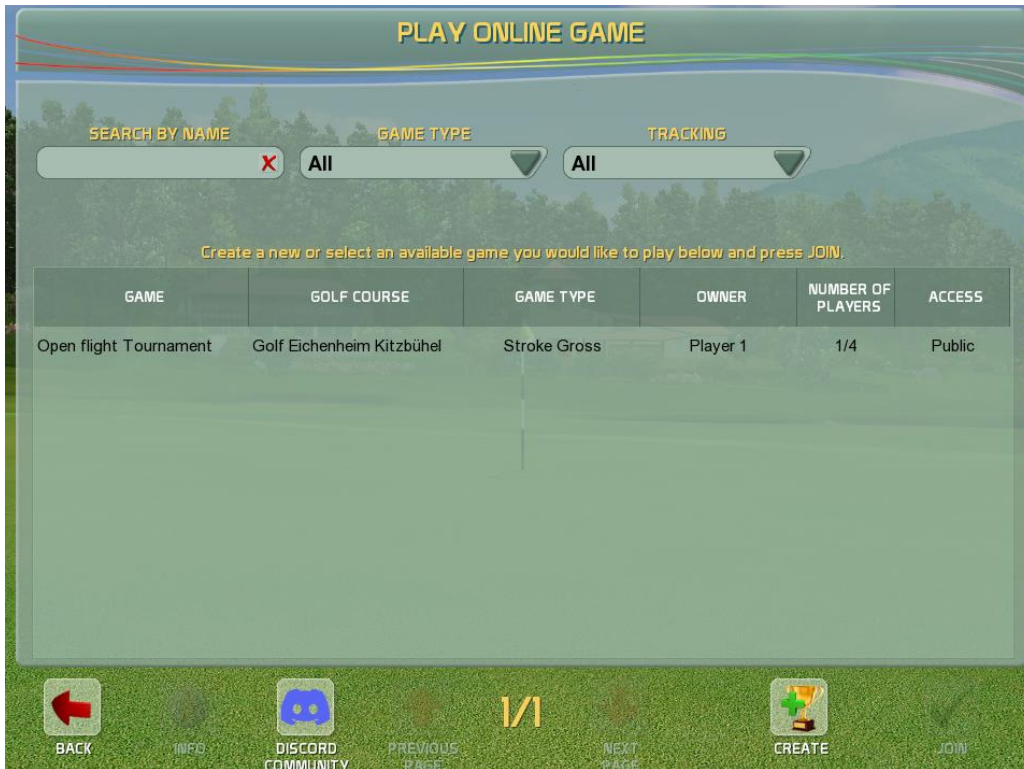 PLAY ONLINE GAME
SEARCH BY NAME GAME TYPE TRACKING
All All
Create a new or select an available game you would like to play below and press JOIN.
GAME GOLF COURSE GAME TYPE OWNER NUMBER OF PLAYERS ACCESS
Open flight Tournament Golf Eichenheim Kitzbühel Stroke Gross Player 1 1/4 Public
1/1
BACK INFO DISCORD COMMUNITY PREVIOUS PAGE NEXT PAGE CREATE JOIN